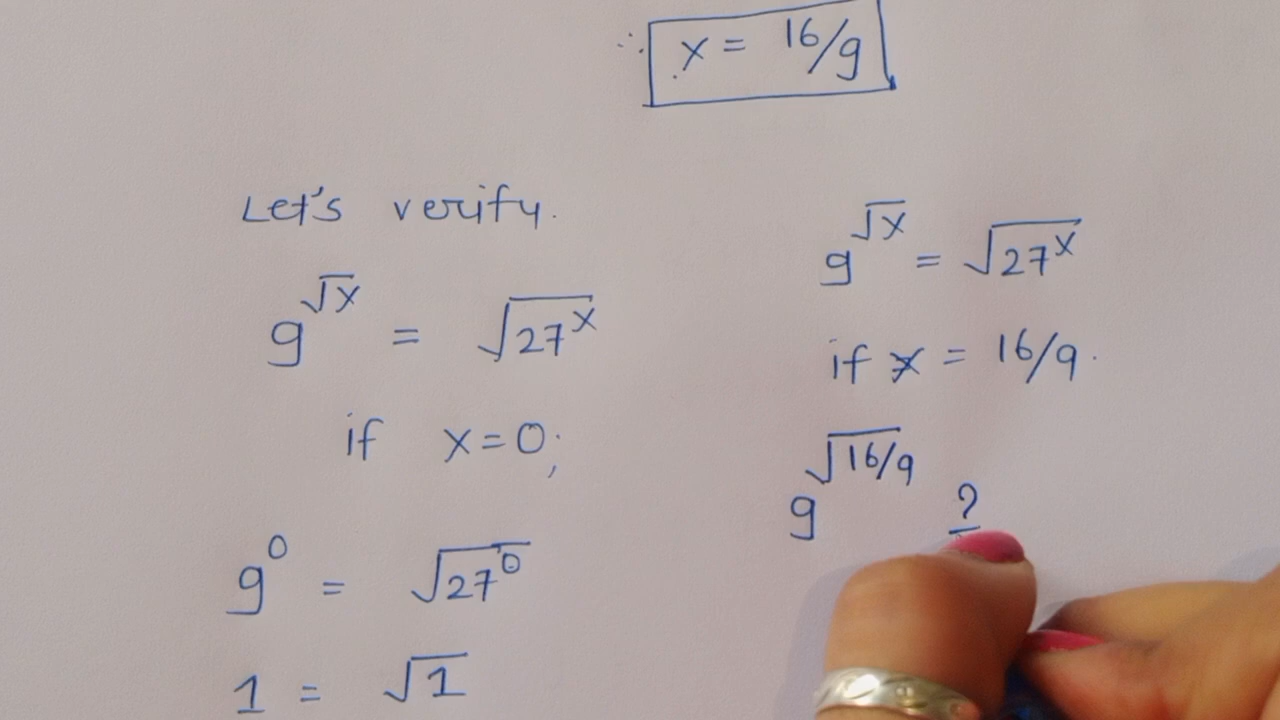 ∴ x = 16/9
Let's verify.
9^√x = √27^x
if x=0;
9^0 = √27^0
1 = √1
9^√x = √27^x
if x = 16/9.
9^√16/9 ?